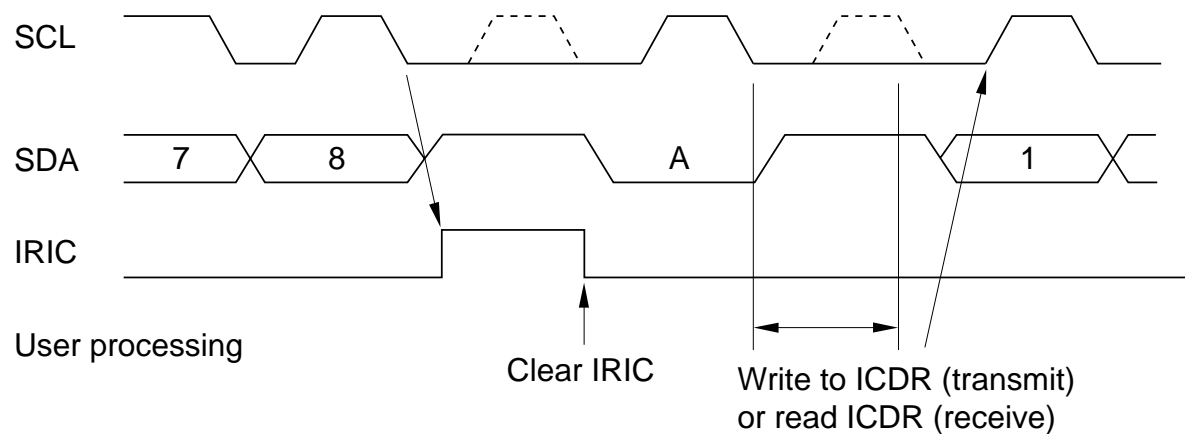 SCL
SDA 7 8 A 1
IRIC
User processing
Clear IRIC
Write to ICDR (transmit)
or read ICDR (receive)